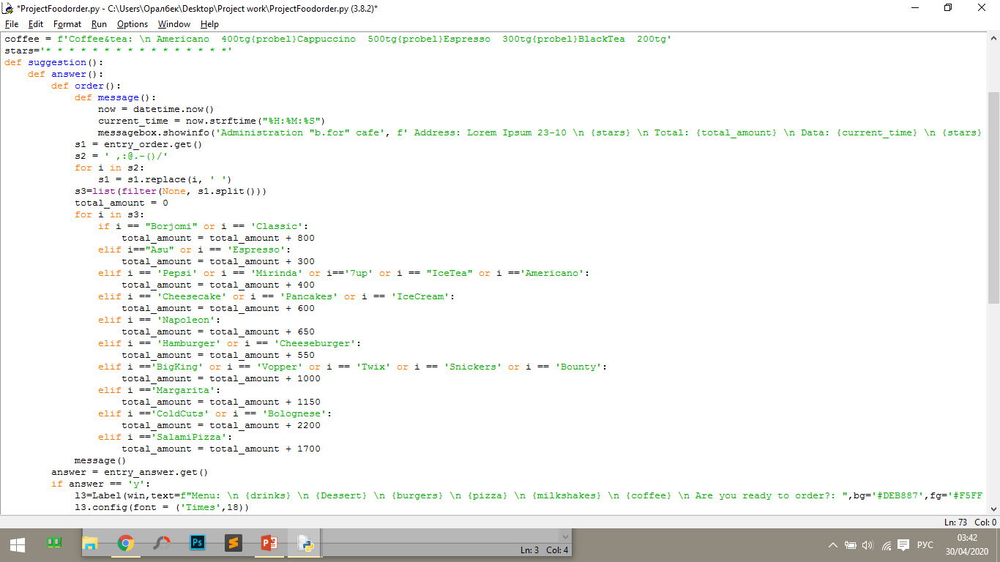 *ProjectFoodorder.py - C:\Users\Оралбек\Desktop\Project work\ProjectFoodorder.py (3.8.2)*
File Edit Format Run Options Window Help
coffee = f'Coffee&tea: \n Americano  400tg{probel}Cappuccino  500tg{probel}Espresso  300tg{probel}BlackTea  200tg'
stars='* * * * * * * * * * * * * * * *'
def suggestion():
    def answer():
        def order():
            def message():
                now = datetime.now()
                current_time = now.strftime("%H:%M:%S")
                messagebox.showinfo('Administration "b.for" cafe', f' Address: Lorem Ipsum 23-10 \n {stars} \n Total: {total_amount} \n Data: {current_time} \n {stars}
            s1 = entry_order.get()
            s2 = ' ,:@.-()/'
            for i in s2:
                s1 = s1.replace(i, ' ')
            s3=list(filter(None, s1.split()))
            total_amount = 0
            for i in s3:
                if i == "Borjomi" or i == 'Classic':
                    total_amount = total_amount + 800
                elif i=="Asu" or i == 'Espresso':
                    total_amount = total_amount + 300
                elif i == 'Pepsi' or i == 'Mirinda' or i=='7up' or i == "IceTea" or i =='Americano':
                    total_amount = total_amount + 400
                elif i == 'Cheesecake' or i == 'Pancakes' or i == 'IceCream':
                    total_amount = total_amount + 600
                elif i == 'Napoleon':
                    total_amount = total_amount + 650
                elif i == 'Hamburger' or i == 'Cheeseburger':
                    total_amount = total_amount + 550
                elif i =='BigKing' or i == 'Vopper' or i == 'Twix' or i == 'Snickers' or i == 'Bounty':
                    total_amount = total_amount + 1000
                elif i =='Margarita':
                    total_amount = total_amount + 1150
                elif i =='ColdCuts' or i == 'Bolognese':
                    total_amount = total_amount + 2200
                elif i =='SalamiPizza':
                    total_amount = total_amount + 1700
            message()
        answer = entry_answer.get()
        if answer == 'y':
            l3=Label(win,text=f"Menu: \n {drinks} \n {Dessert} \n {burgers} \n {pizza} \n {milkshakes} \n {coffee} \n Are you ready to order?: ",bg='#DEB887',fg='#F5FF
            l3.config(font = ('Times',18))
Ln: 73 Col: 0
Ln: 3 Col: 4
Ps
P
РУС
03:42
30/04/2020